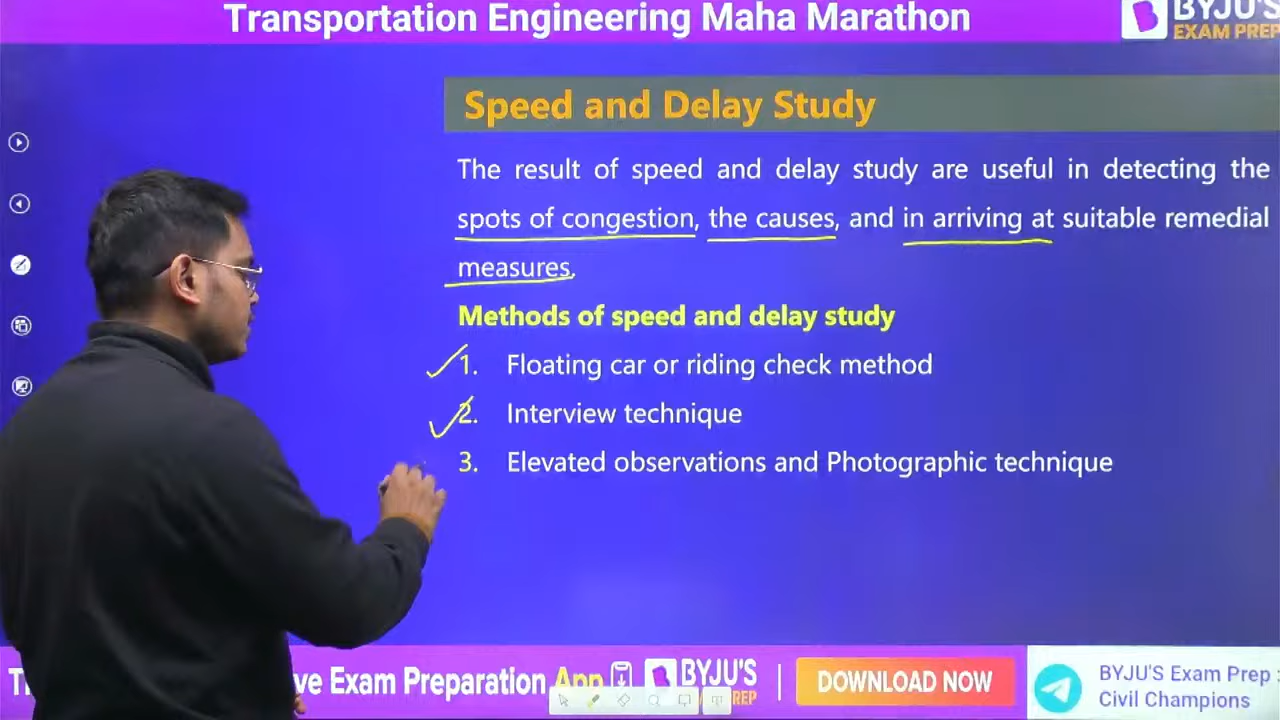 Transportation Engineering Maha Marathon
BYJU'S
EXAM PREP
Speed and Delay Study
The result of speed and delay study are useful in detecting the
spots of congestion, the causes, and in arriving at suitable remedial
measures.
Methods of speed and delay study
1. Floating car or riding check method
2. Interview technique
3. Elevated observations and Photographic technique
ve Exam Preparation App
BYJU'S
PREP
DOWNLOAD NOW
BYJU'S Exam Prep :
Civil Champions